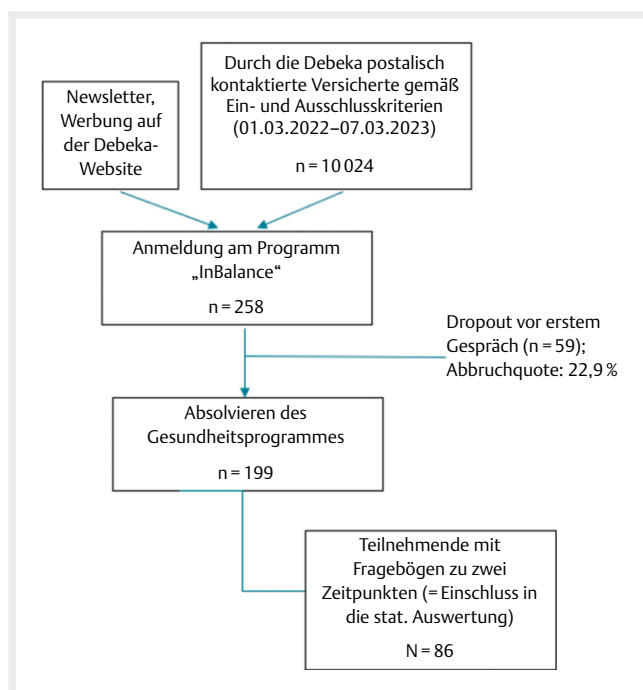 Newsletter,
Werbung auf
der Debeka-
Website
Durch die Debeka postalisch
kontaktierte Versicherte gemäß
Ein- und Ausschlusskriterien
(01.03.2022–07.03.2023)
n = 10 024
Anmeldung am Programm
„InBalance“
n = 258
Dropout vor erstem
Gespräch (n = 59);
Abbruchquote: 22,9 %
Absolvieren des
Gesundheitsprogrammes
n = 199
Teilnehmende mit
Fragebögen zu zwei
Zeitpunkten (= Einschluss in
die stat. Auswertung)
N = 86